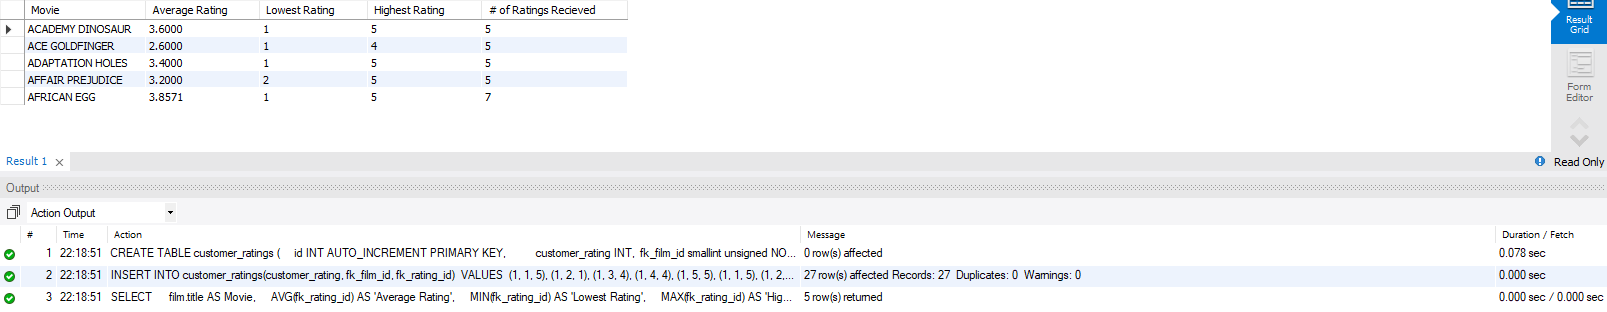 Movie Average Rating Lowest Rating Highest Rating # of Ratings Recieved
ACADEMY DINOSAUR 3.6000 1 5 5
ACE GOLDFINGER 2.6000 1 4 5
ADAPTATION HOLES 3.4000 1 5 5
AFFAIR PREJUDICE 3.2000 2 5 5
AFRICAN EGG 3.8571 1 5 7
Result
Grid
Form
Editor
Result 1
Read Only
Output
Action Output
# Time Action Message Duration / Fetch
1 22:18:51 CREATE TABLE customer_ratings ( id INT AUTO_INCREMENT PRIMARY KEY, customer_rating INT, fk_film_id smallint unsigned NO... 0 row(s) affected 0.078 sec
2 22:18:51 INSERT INTO customer_ratings(customer_rating, fk_film_id, fk_rating_id) VALUES (1, 1, 5), (1, 2, 1), (1, 3, 4), (1, 4, 4), (1, 5, 5), (1, 1, 5), (1, 2,... 27 row(s) affected Records: 27 Duplicates: 0 Warnings: 0 0.000 sec
3 22:18:51 SELECT film.title AS Movie, AVG(fk_rating_id) AS 'Average Rating', MIN(fk_rating_id) AS 'Lowest Rating', MAX(fk_rating_id) AS 'Hig... 5 row(s) returned 0.000 sec / 0.000 sec